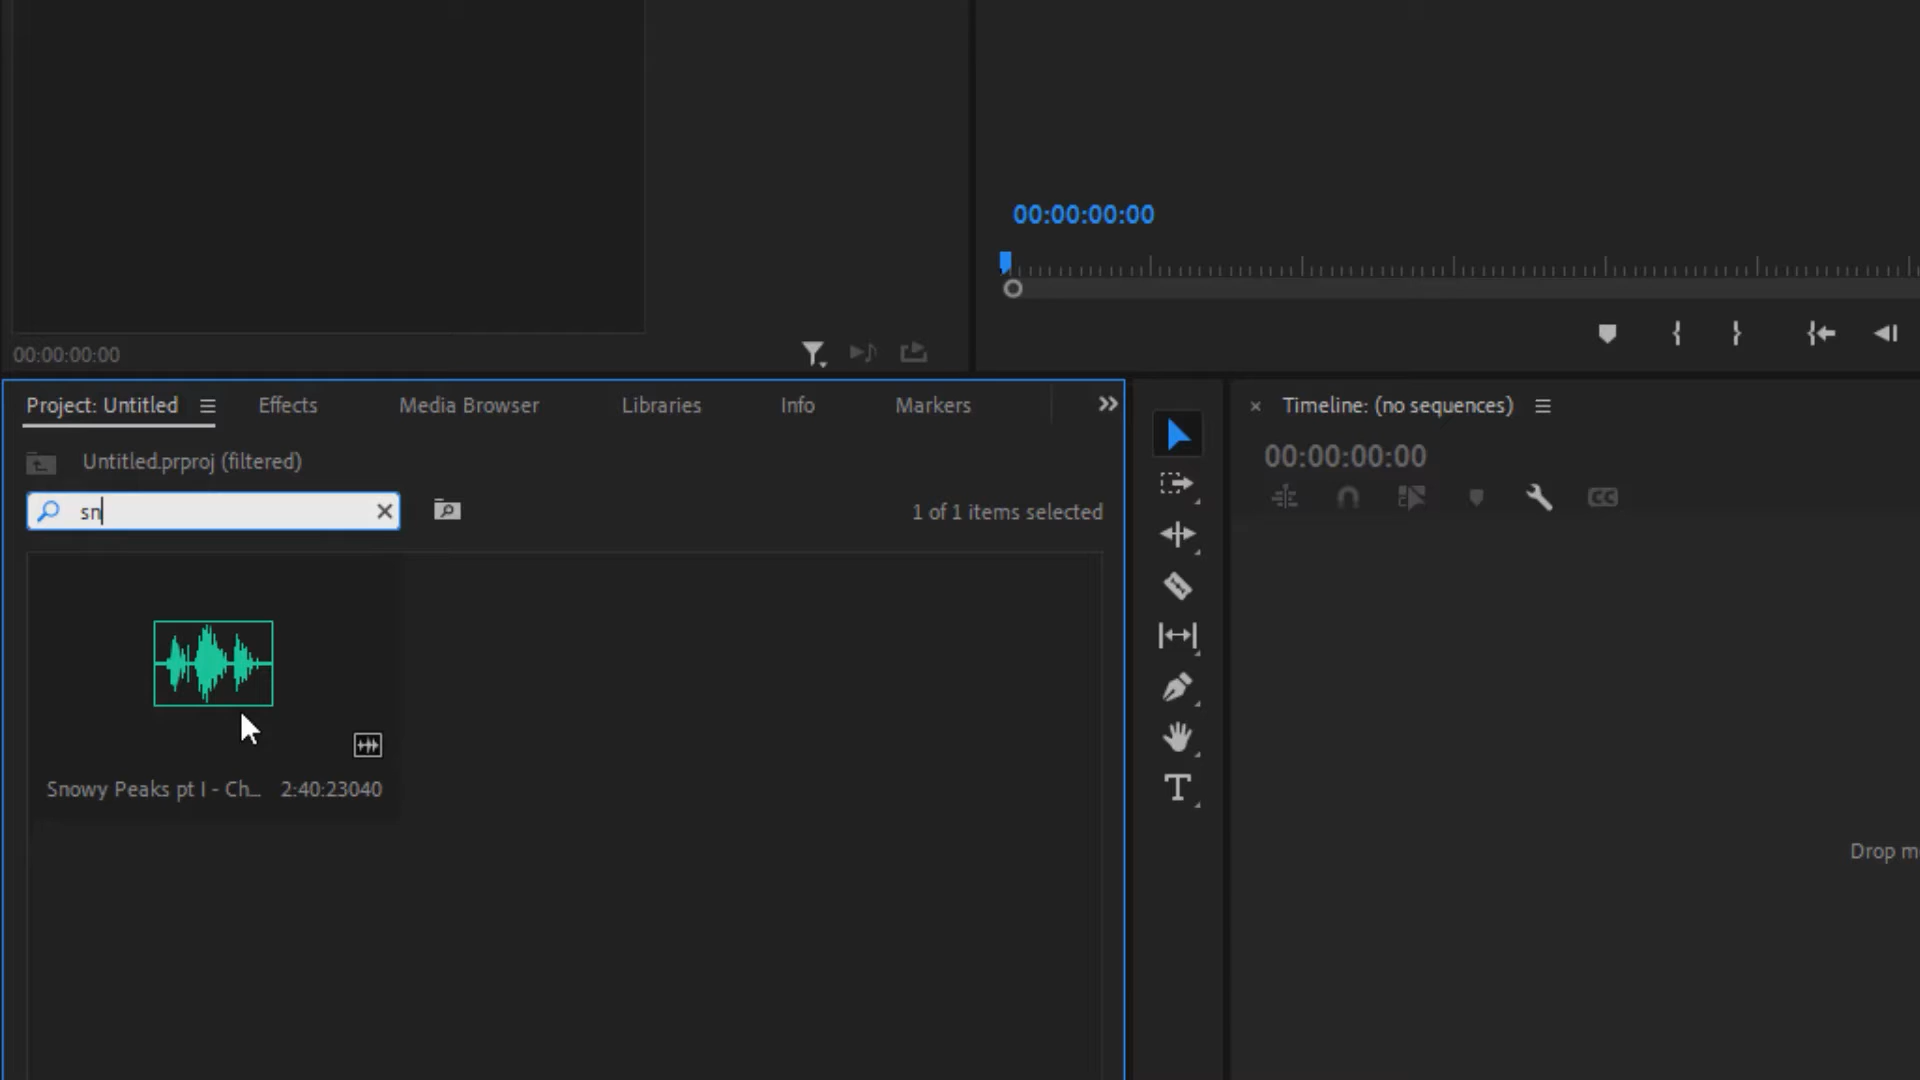 00:00:00:00
00:00:00:00
Project: Untitled
Effects
Media Browser
Libraries
Info
Markers
Timeline: (no sequences)
Untitled.prproj (filtered)
00:00:00:00
sn
1 of 1 items selected
CC
T
Snowy Peaks pt I - Ch... 2:40:23040
Drop m